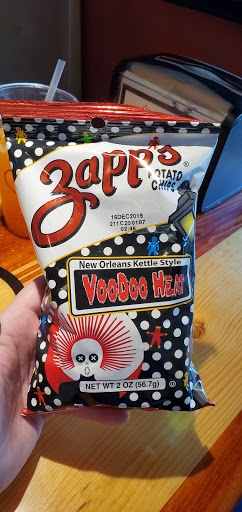 Zapp's®
POTATO
CHIPS
16DEC2019
211C200107
02:46
New Orleans Kettle Style
VOODOO HEAT
NET WT 2 OZ (56.7g)